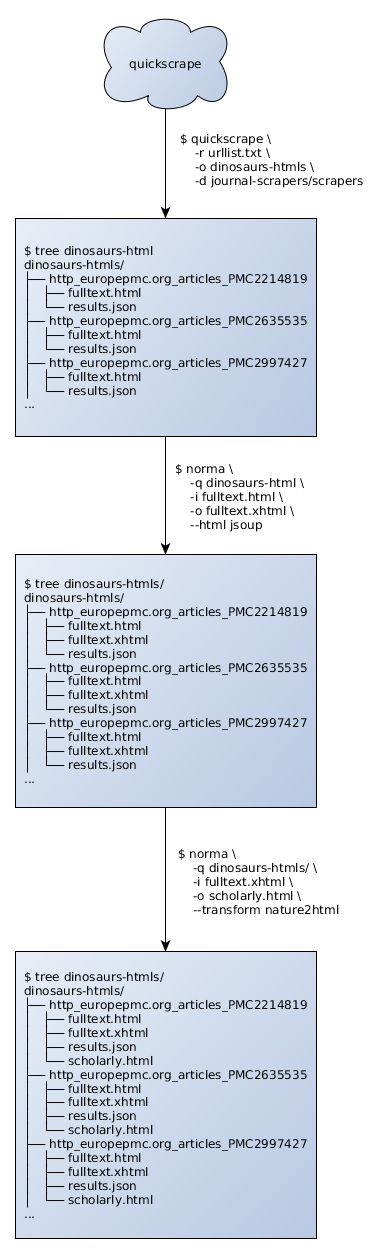 quickscrape
$ quickscrape \
-r urllist.txt \
-o dinosaurs-htmls \
-d journal-scrapers/scrapers
$ tree dinosaurs-html
dinosaurs-htmls/
├── http_europepmc.org_articles_PMC2214819
│   ├── fulltext.html
│   └── results.json
├── http_europepmc.org_articles_PMC2635535
│   ├── fulltext.html
│   └── results.json
├── http_europepmc.org_articles_PMC2997427
│   ├── fulltext.html
│   └── results.json
...
$ norma \
-q dinosaurs-html \
-i fulltext.html \
-o fulltext.xhtml \
--html jsoup
$ tree dinosaurs-htmls/
dinosaurs-htmls/
├── http_europepmc.org_articles_PMC2214819
│   ├── fulltext.html
│   ├── fulltext.xhtml
│   └── results.json
├── http_europepmc.org_articles_PMC2635535
│   ├── fulltext.html
│   ├── fulltext.xhtml
│   └── results.json
├── http_europepmc.org_articles_PMC2997427
│   ├── fulltext.html
│   ├── fulltext.xhtml
│   └── results.json
...
$ norma \
-q dinosaurs-htmls/ \
-i fulltext.xhtml \
-o scholarly.html \
--transform nature2html
$ tree dinosaurs-htmls/
dinosaurs-htmls/
├── http_europepmc.org_articles_PMC2214819
│   ├── fulltext.html
│   ├── fulltext.xhtml
│   ├── results.json
│   └── scholarly.html
├── http_europepmc.org_articles_PMC2635535
│   ├── fulltext.html
│   ├── fulltext.xhtml
│   ├── results.json
│   └── scholarly.html
├── http_europepmc.org_articles_PMC2997427
│   ├── fulltext.html
│   ├── fulltext.xhtml
│   ├── results.json
│   └── scholarly.html
...